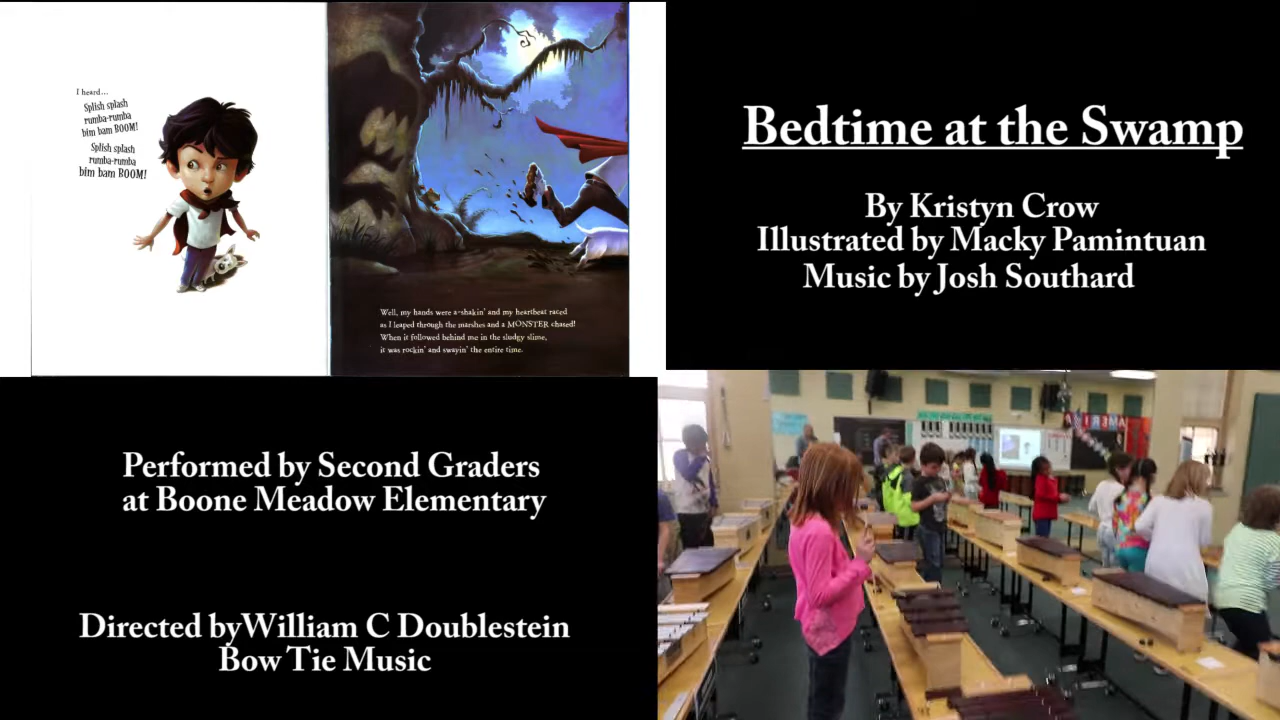 I heard...
Splish splash
rumba-rumba
bim bam BOOM!
Splish splash
rumba-rumba
bim bam BOOM!
Well, my hands were a-shakin' and my heartbeat raced
as I leaped through the marshes and a MONSTER chased!
When it followed behind me in the sludgy slime,
it was rockin' and swayin' the entire time.
Bedtime at the Swamp
By Kristyn Crow
Illustrated by Macky Pamintuan
Music by Josh Southard
Performed by Second Graders
at Boone Meadow Elementary
Directed byWilliam C Doublestein
Bow Tie Music